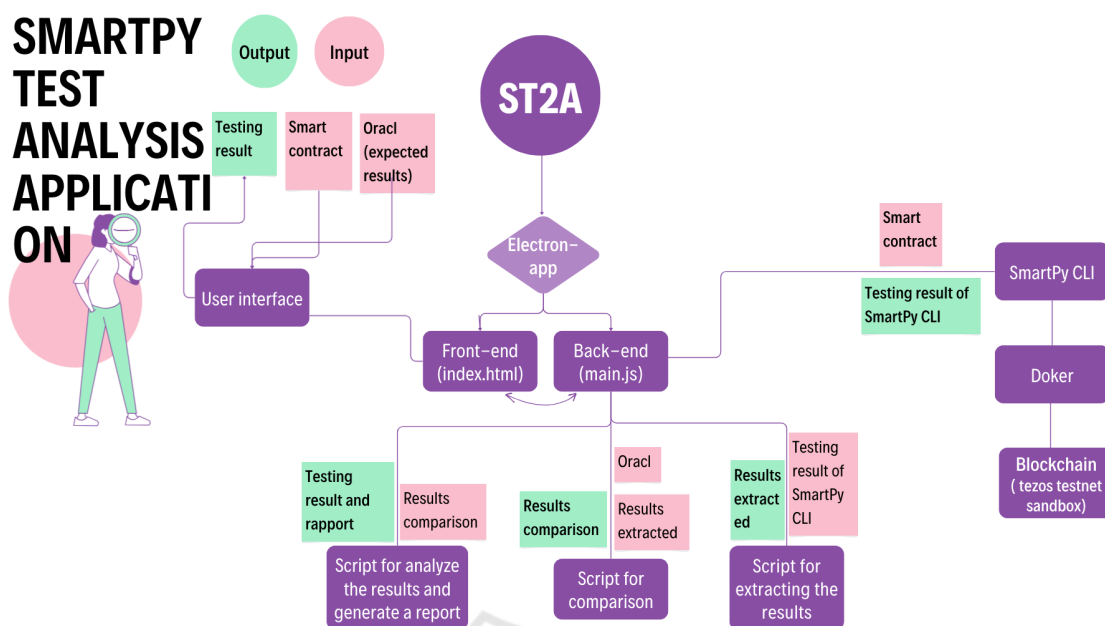 SMARTPY
TEST
ANALYSIS
APPLICATI
ON
Output
Input
ST2A
Testing
result
Smart
contract
Oracl
(expected
results)
Electron-
app
User interface
Front-end
(index.html)
Back-end
(main.js)
Smart
contract
Testing result of
SmartPy CLI
SmartPy CLI
Doker
Blockchain
( tezos testnet
sandbox)
Testing
result and
rapport
Results
comparison
Script for analyze
the results and
generate a report
Oracl
Results
comparison
Results
extracted
Script for
comparison
Results
extract
ed
Testing
result of
SmartPy
CLI
Script for
extracting the
results